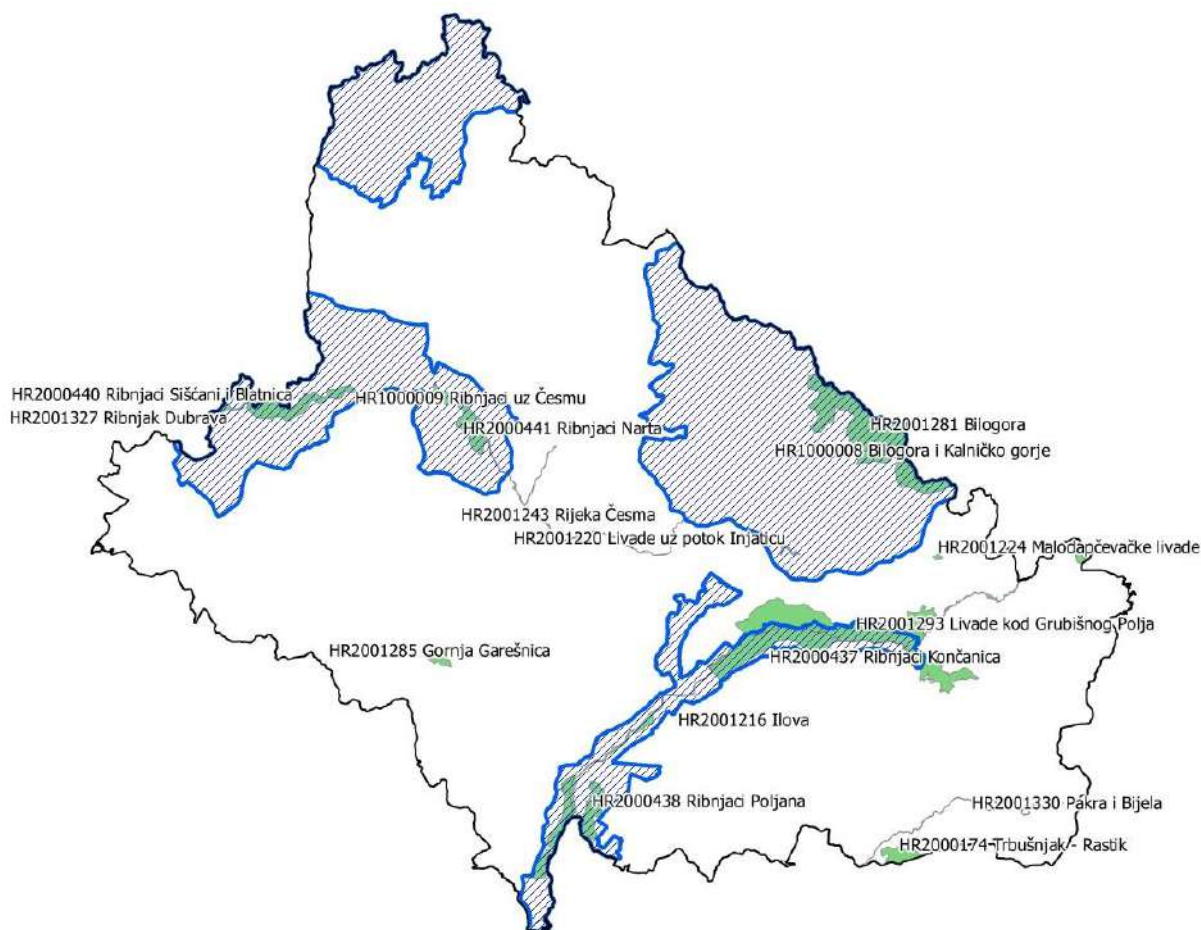 HR2000440 Ribnjaci Sišćani i Blatnica
HR1000009 Ribnjaci uz Česmu
HR2001327 Ribnjak Dubrava
HR2000441 Ribnjaci Narta
HR2001281 Bilogora
HR1000008 Bilogora i Kalničko gorje
HR2001243 Rijeka Česma
HR2001220 Livade uz potok Injaticu
HR2001224 Malodapčevačke livade
HR2001293 Livade kod Grubišnog Polja
HR2001285 Gornja Garešnica
HR2000437 Ribnjaci Končanica
HR2001216 Ilova
HR2000438 Ribnjaci Poljana
HR2001330 Pakra i Bijela
HR2000174 Trbušnjak - Rastik